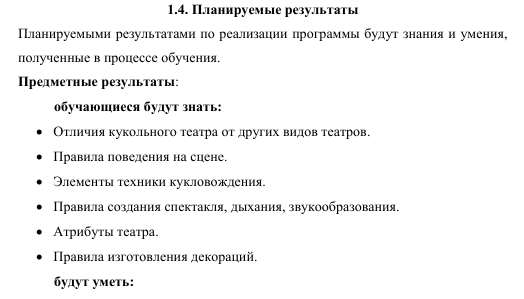 1.4. Планируемые результаты
Планируемыми результатами по реализации программы будут знания и умения,
полученные в процессе обучения.
Предметные результаты:
обучающиеся будут знать:
• Отличия кукольного театра от других видов театров.
• Правила поведения на сцене.
• Элементы техники кукловождения.
• Правила создания спектакля, дыхания, звукообразования.
• Атрибуты театра.
• Правила изготовления декораций.
будут уметь: